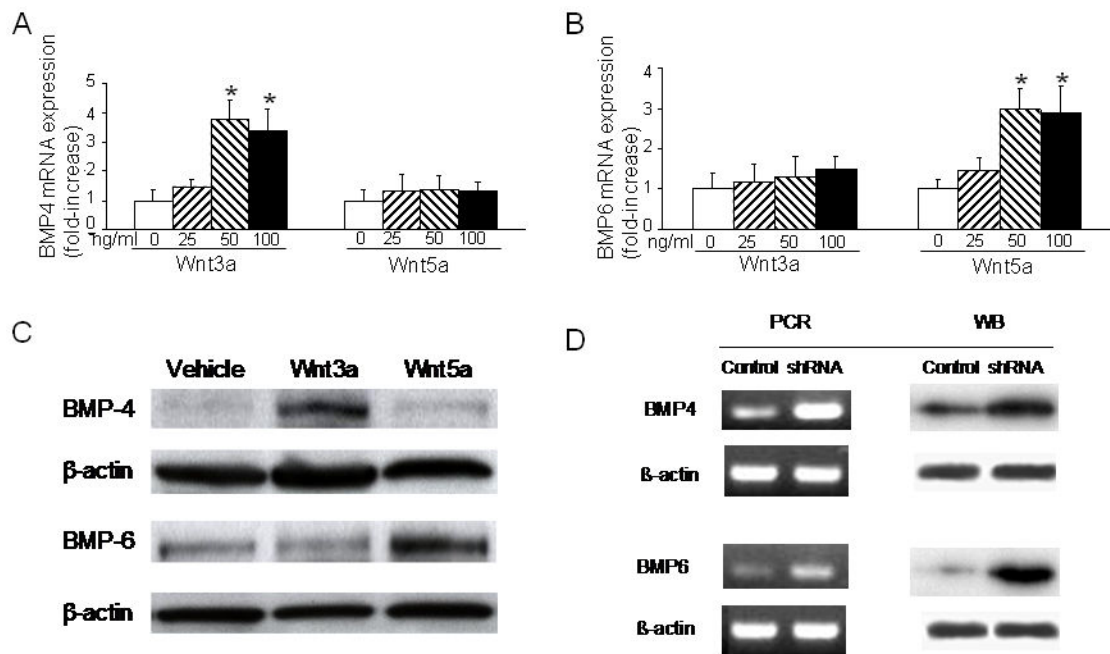 A
BMP4 mRNA expression
(fold-increase)
5
4
3
2
1
0
* *
ng/ml 0 25 50 100 0 25 50 100
Wnt3a Wnt5a
B
BMP6 mRNA expression
(fold-increase)
4
3
2
1
0
* *
ng/ml 0 25 50 100 0 25 50 100
Wnt3a Wnt5a
C
Vehicle Wnt3a Wnt5a
BMP-4
β-actin
BMP-6
β-actin
D
PCR WB
Control shRNA Control shRNA
BMP4
ß-actin
BMP6
ß-actin